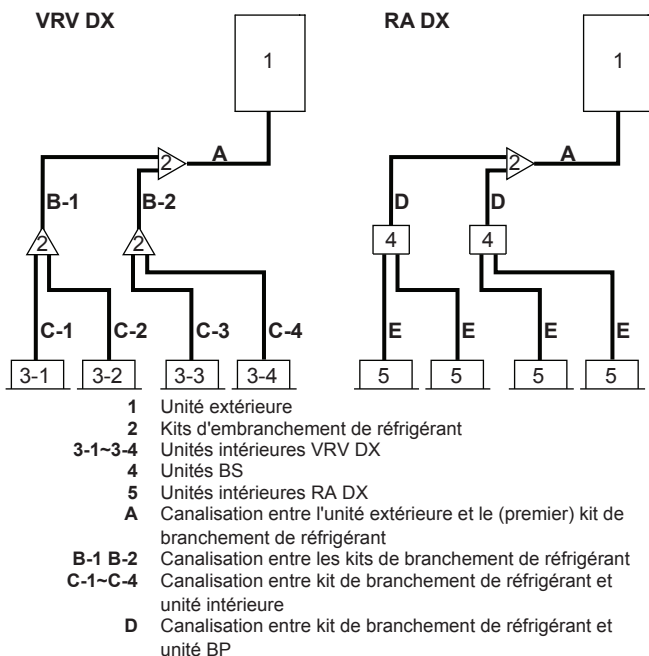 VRV DX
RA DX
1
1
2
A
2
A
B-1
B-2
D
D
2
2
4
4
C-1
C-2
C-3
C-4
E
E
E
E
3-1
3-2
3-3
3-4
5
5
5
5
1 Unité extérieure
2 Kits d'embranchement de réfrigérant
3-1~3-4 Unités intérieures VRV DX
4 Unités BS
5 Unités intérieures RA DX
A Canalisation entre l'unité extérieure et le (premier) kit de
branchement de réfrigérant
B-1 B-2 Canalisation entre les kits de branchement de réfrigérant
C-1~C-4 Canalisation entre kit de branchement de réfrigérant et
unité intérieure
D Canalisation entre kit de branchement de réfrigérant et
unité BP